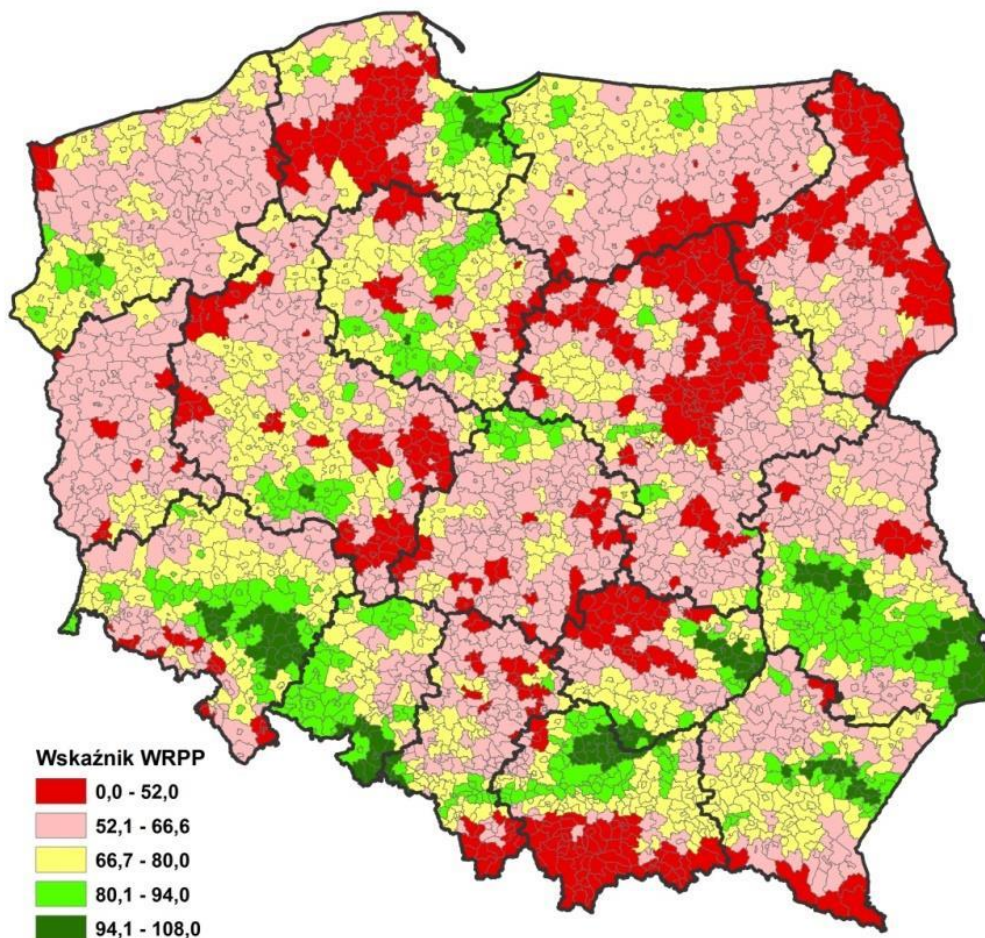 Wskaźnik WRPP
0,0 - 52,0
52,1 - 66,6
66,7 - 80,0
80,1 - 94,0
94,1 - 108,0